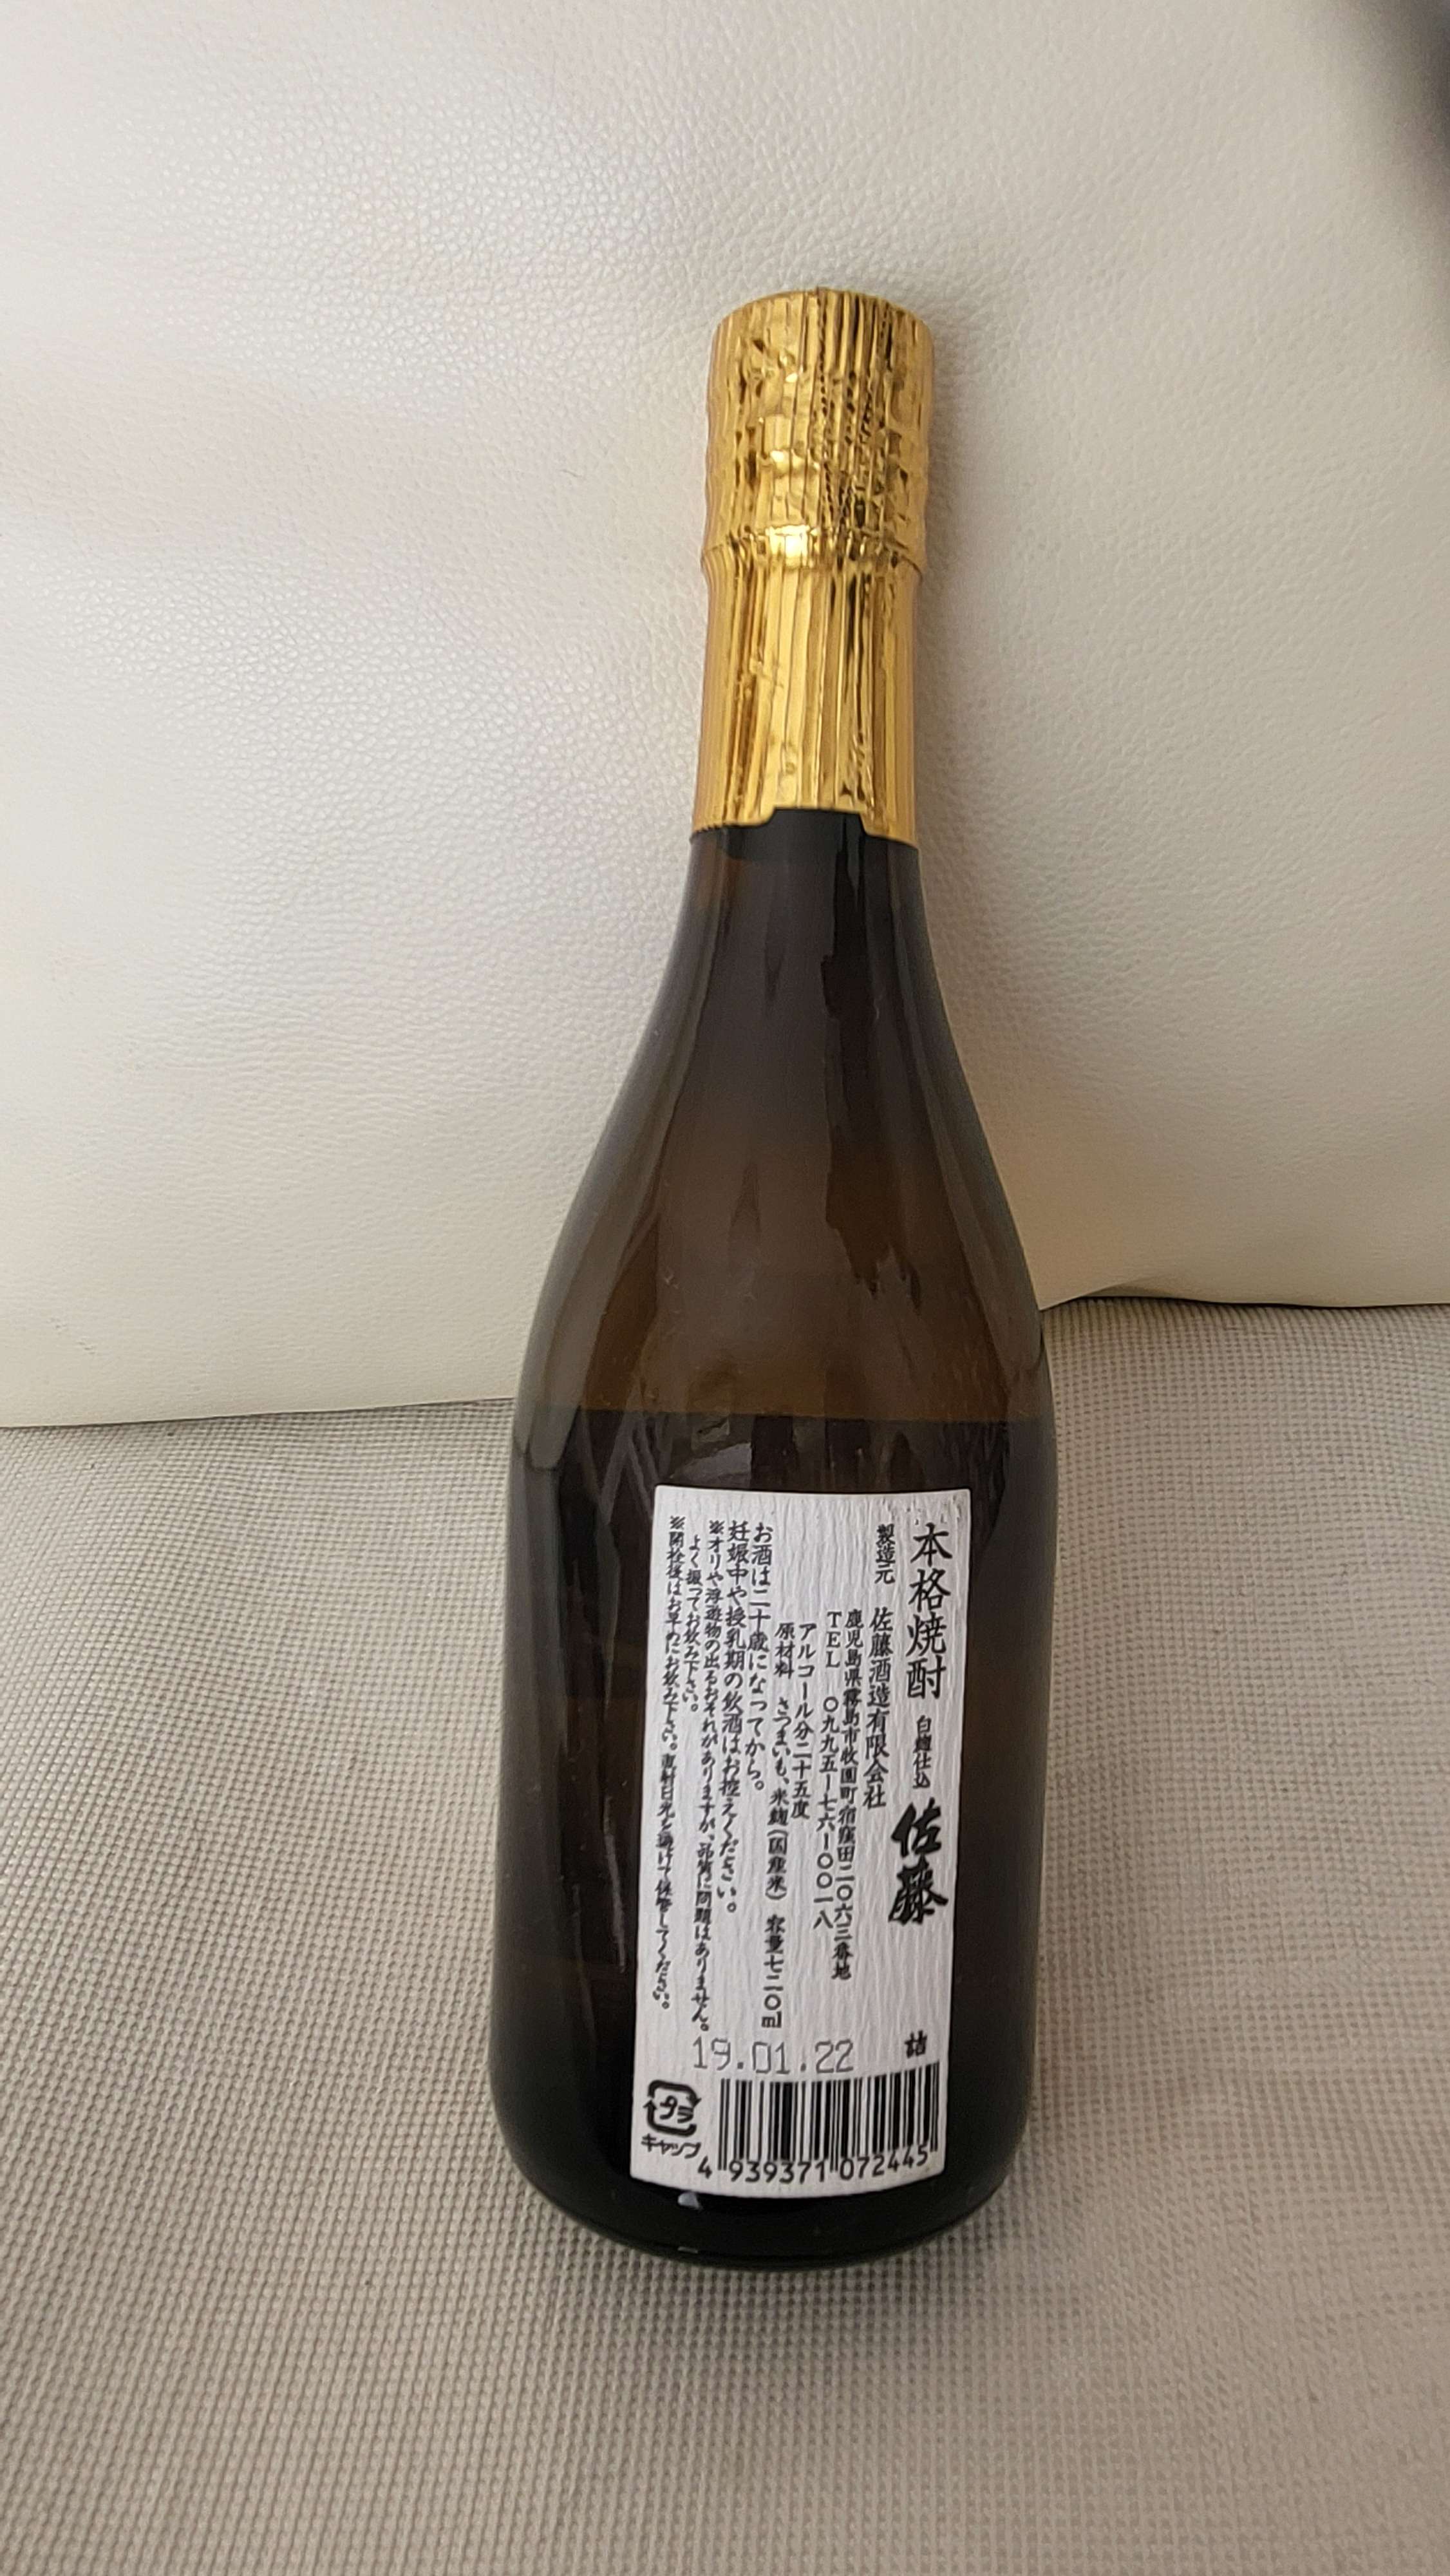 本格焼酎 白麹仕込 佐藤 詰
製造元 佐藤酒造有限会社
鹿児島県霧島市牧園町宿窪田二〇六三番地
TEL 〇九九五ー七六ー〇〇一八
アルコール分二十五度
原材料 さつまいも、米麹(国産米) 容量七二〇ml
お酒は二十歳になってから。
妊娠中や授乳期の飲酒はお控えください。
※オリや浮遊物の出るおそれがありますが、品質に問題はありません。
よく振ってお飲み下さい。
※開栓後はお早めにお飲み下さい。直射日光を避けて保管してください。
19.01.22
プラ
キャップ
4 939371 072445